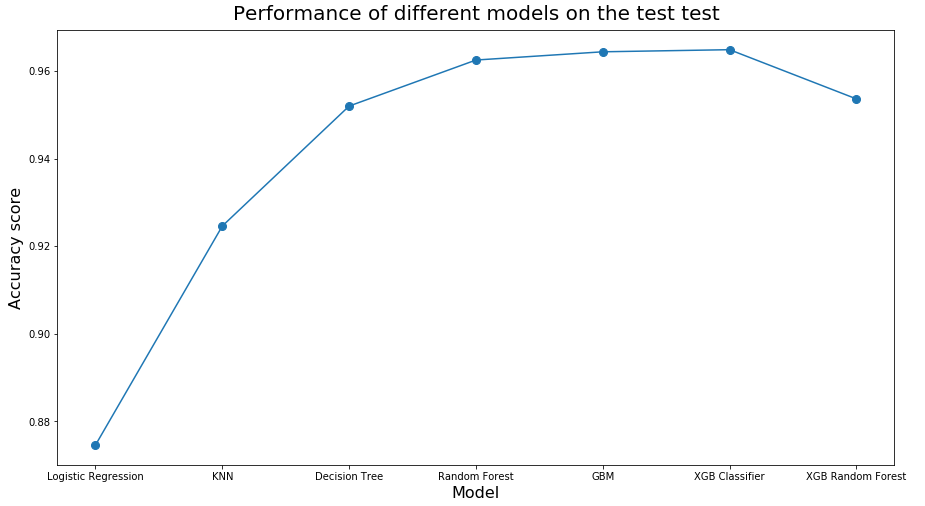 Performance of different models on the test test
Accuracy score
0.96
0.94
0.92
0.90
0.88
Logistic Regression
KNN
Decision Tree
Random Forest
GBM
XGB Classifier
XGB Random Forest
Model